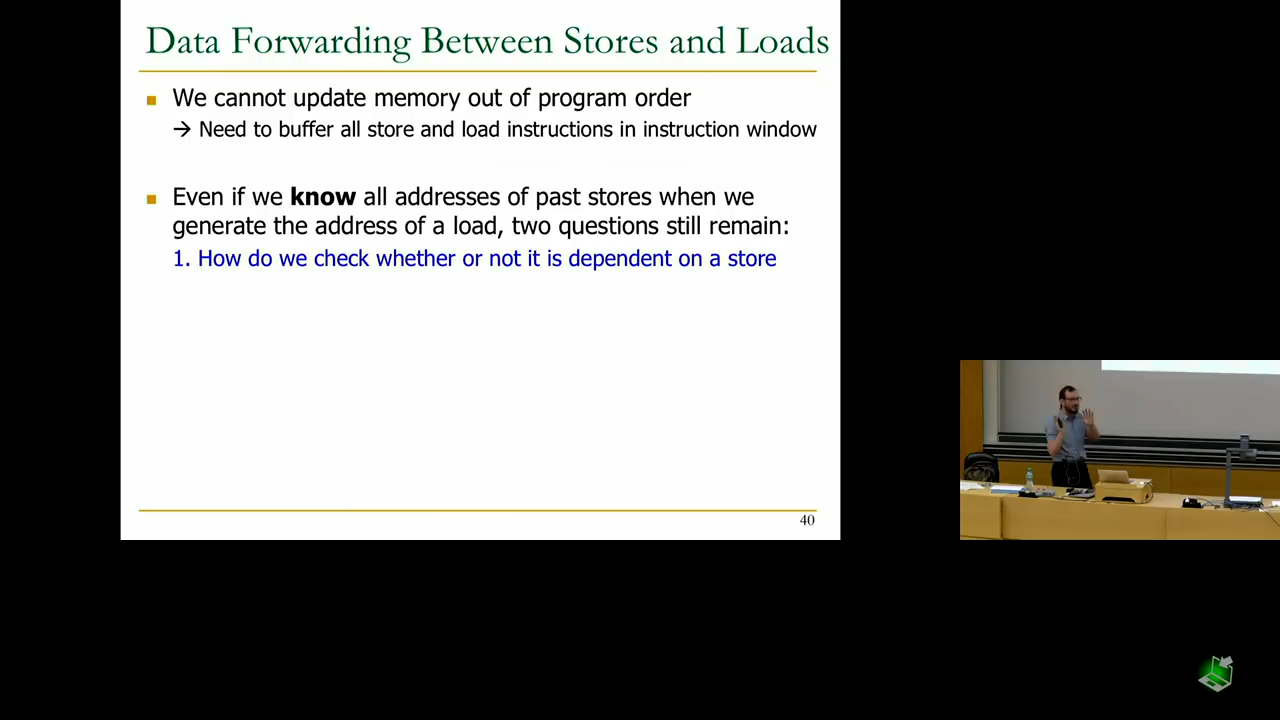 Data Forwarding Between Stores and Loads
We cannot update memory out of program order
→ Need to buffer all store and load instructions in instruction window
Even if we know all addresses of past stores when we
generate the address of a load, two questions still remain:
1. How do we check whether or not it is dependent on a store
40